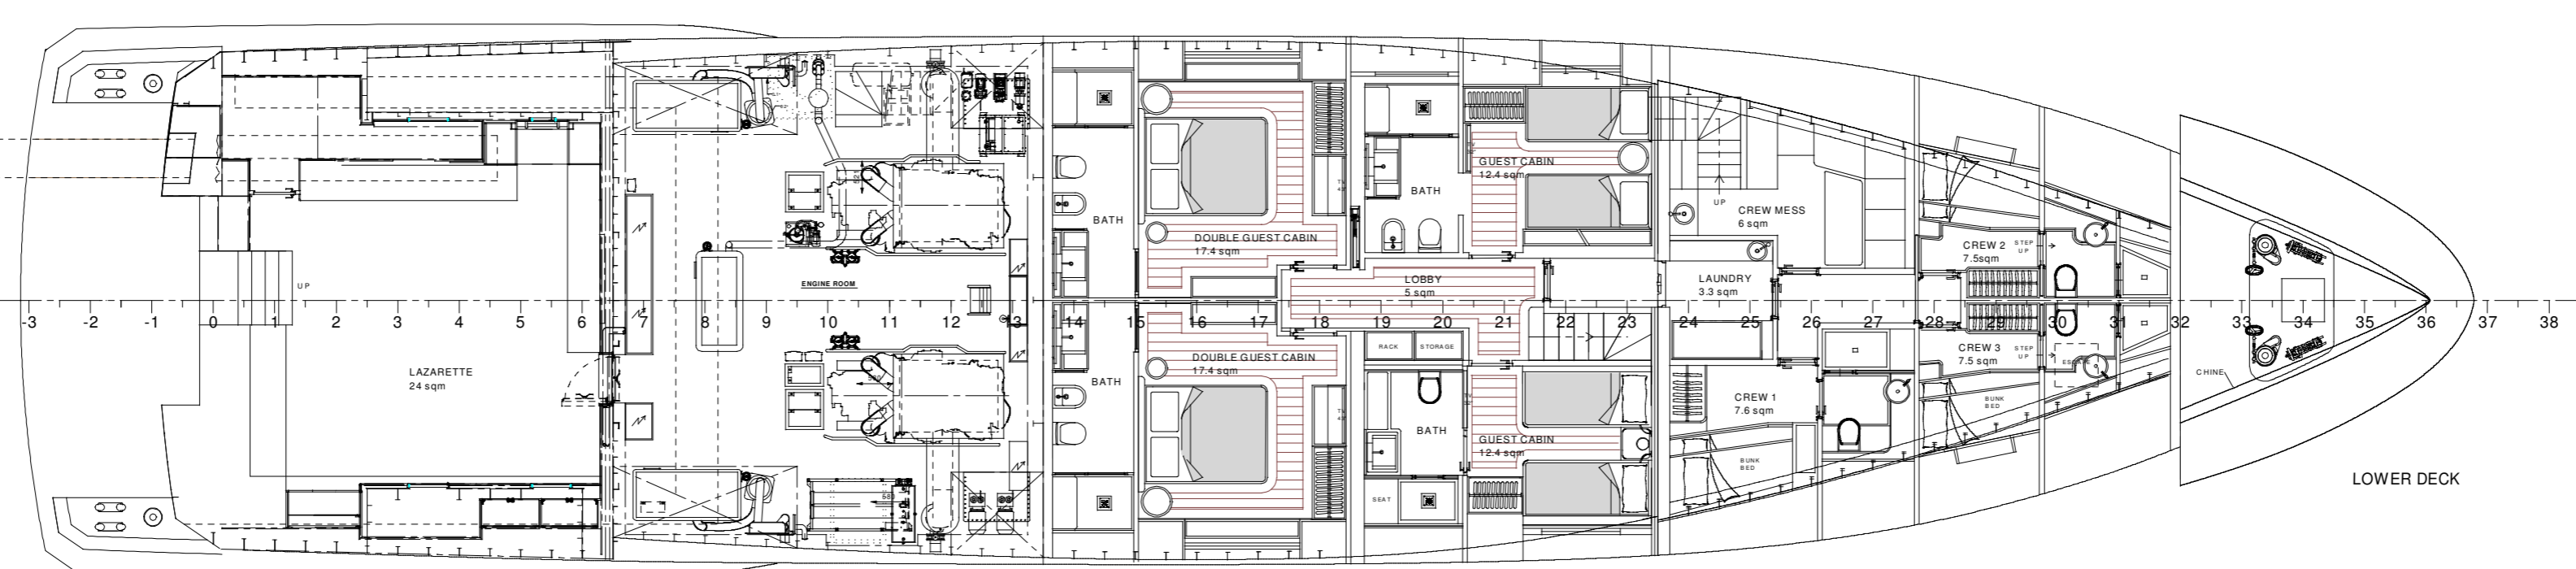 UP
LAZARETTE
24 sqm
ENGINE ROOM
BATH
BATH
DOUBLE GUEST CABIN
17.4 sqm
DOUBLE GUEST CABIN
17.4 sqm
BATH
GUEST CABIN
12.4 sqm
LOBBY
5 sqm
RACK
STORAGE
BATH
SEAT
GUEST CABIN
12.4 sqm
UP
CREW MESS
6 sqm
LAUNDRY
3.3 sqm
CREW 1
7.6 sqm
BUNK
BED
CREW 2
7.5sqm
STEP
UP
CREW 3
7.5 sqm
STEP
UP
BUNK
BED
CHINE
LOWER DECK
-3 -2 -1 0 1 2 3 4 5 6 7 8 9 10 11 12 13 14 15 16 17 18 19 20 21 22 23 24 25 26 27 28 29 30 31 32 33 34 35 36 37 38